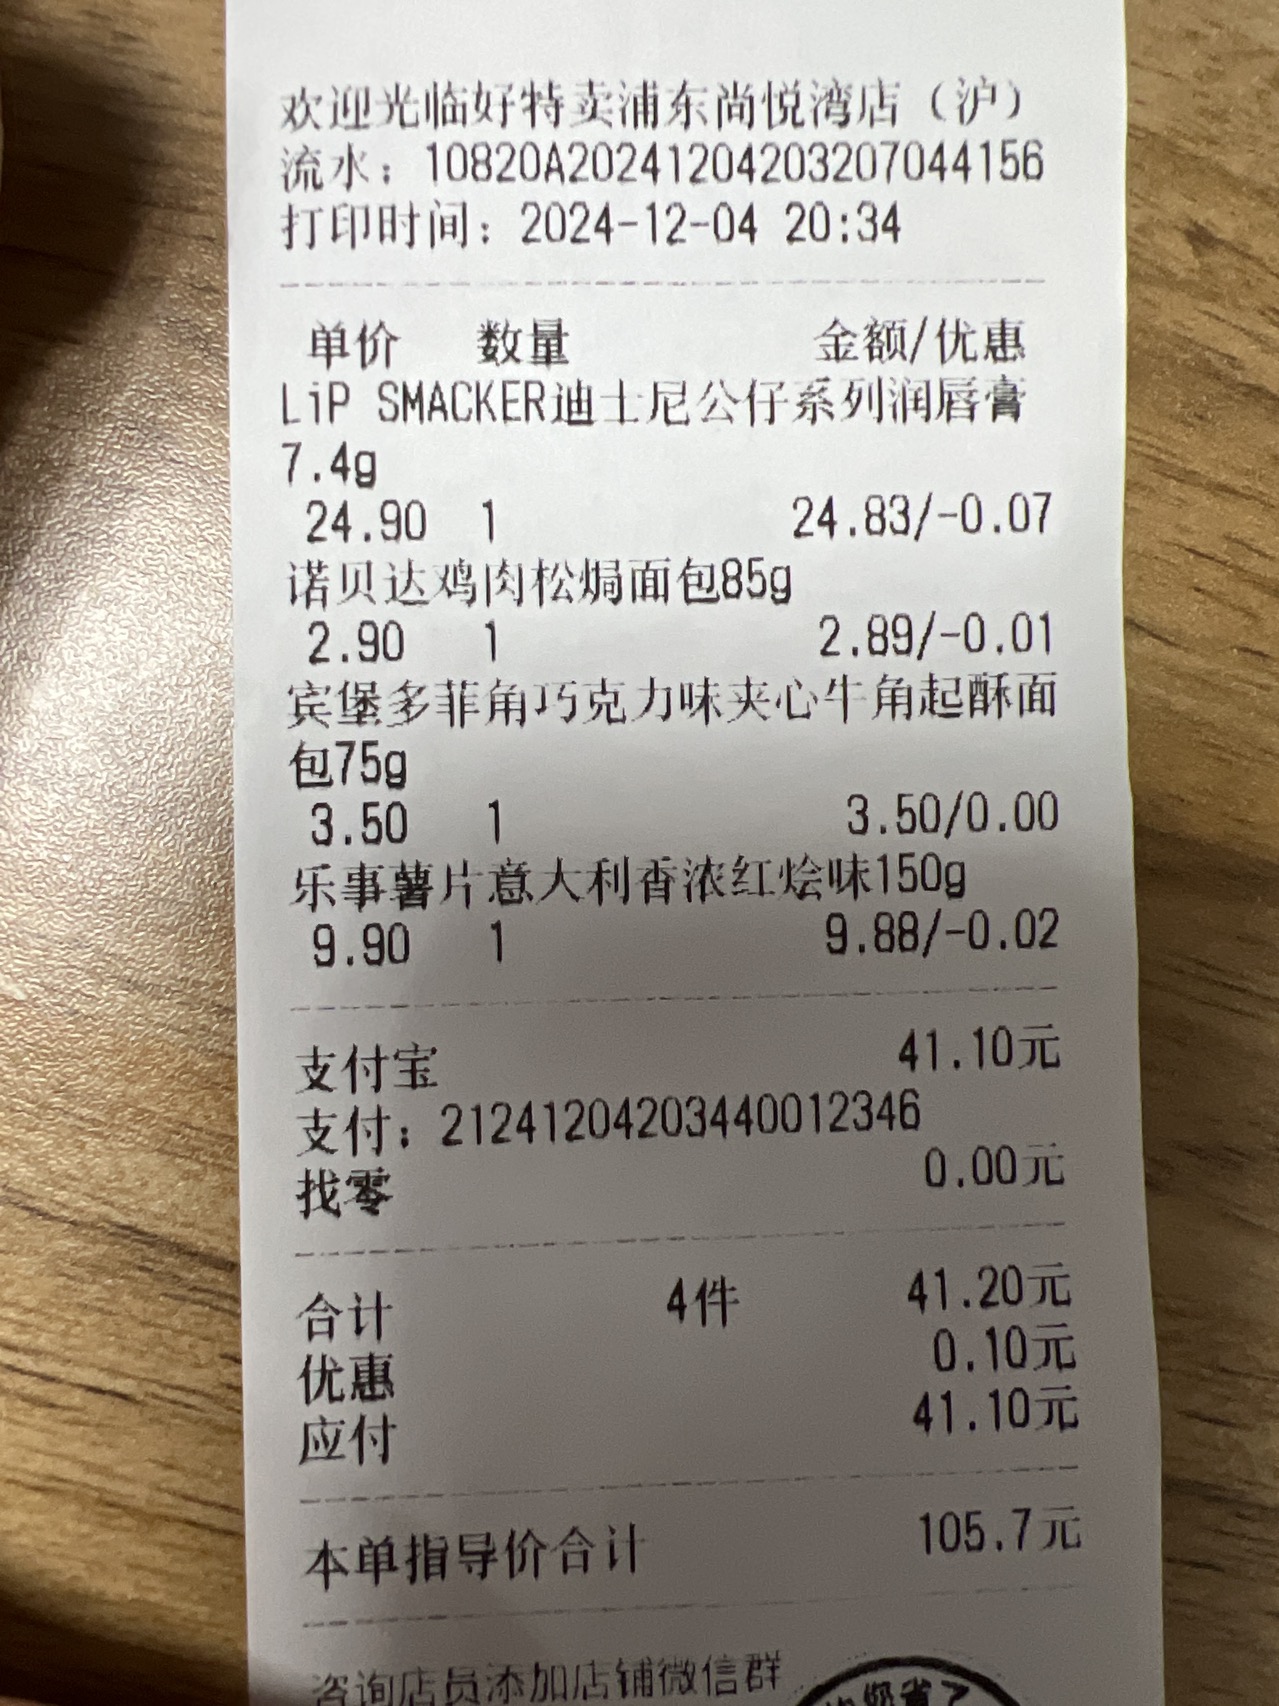 欢迎光临好特卖浦东尚悦湾店（沪）
流水：10820A20241204203207044156
打印时间：2024-12-04 20:34
单价 数量 金额/优惠
LiP SMACKER迪士尼公仔系列润唇膏
7.4g
24.90 1 24.83/-0.07
诺贝达鸡肉松焗面包85g
2.90 1 2.89/-0.01
宾堡多菲角巧克力味夹心牛角起酥面
包75g
3.50 1 3.50/0.00
乐事薯片意大利香浓红烩味150g
9.90 1 9.88/-0.02
支付宝 41.10元
支付：21241204203440012346
找零 0.00元
合计 4件 41.20元
优惠 0.10元
应付 41.10元
本单指导价合计 105.7元
咨询店员添加店铺微信群
省了